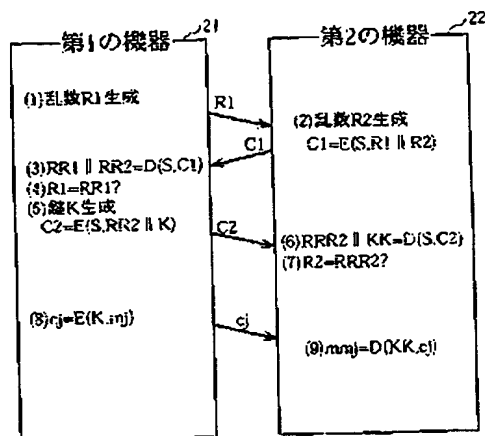 第1の機器
21
(1)乱数R1生成
R1
C1
(3)RR1 || RR2=D(S,C1)
(4)R1=RR1?
(5)鍵K生成
C2=E(S,RR2 || K)
C2
(8)cj=E(K,mj)
cj
第2の機器
22
(2)乱数R2生成
C1=E(S,R1 || R2)
(6)RRR2 || KK=D(S,C2)
(7)R2=RRR2?
(9)mmj=D(KK,cj)